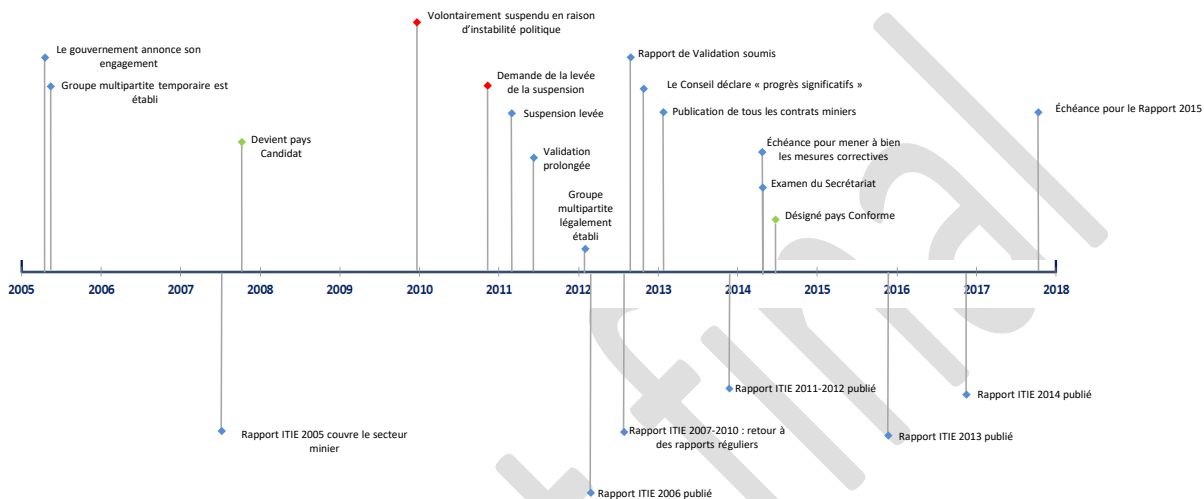 Volontairement suspendu en raison
d'instabilité politique
Le gouvernement annonce son
engagement
Groupe multipartite temporaire est
établi
Devient pays
Candidat
Demande de la levée
de la suspension
Suspension levée
Validation
prolongée
Groupe
multipartite
légalement
établi
Rapport de Validation soumis
Le Conseil déclare « progrès significatifs »
Publication de tous les contrats miniers
Échéance pour mener à bien
les mesures correctives
Examen du Secrétariat
Désigné pays Conforme
Échéance pour le Rapport 2015
2005 2006 2007 2008 2009 2010 2011 2012 2013 2014 2015 2016 2017 2018
Rapport ITIE 2005 couvre le secteur
minier
Rapport ITIE 2006 publié
Rapport ITIE 2007-2010 : retour à
des rapports réguliers
Rapport ITIE 2011-2012 publié
Rapport ITIE 2013 publié
Rapport ITIE 2014 publié
final